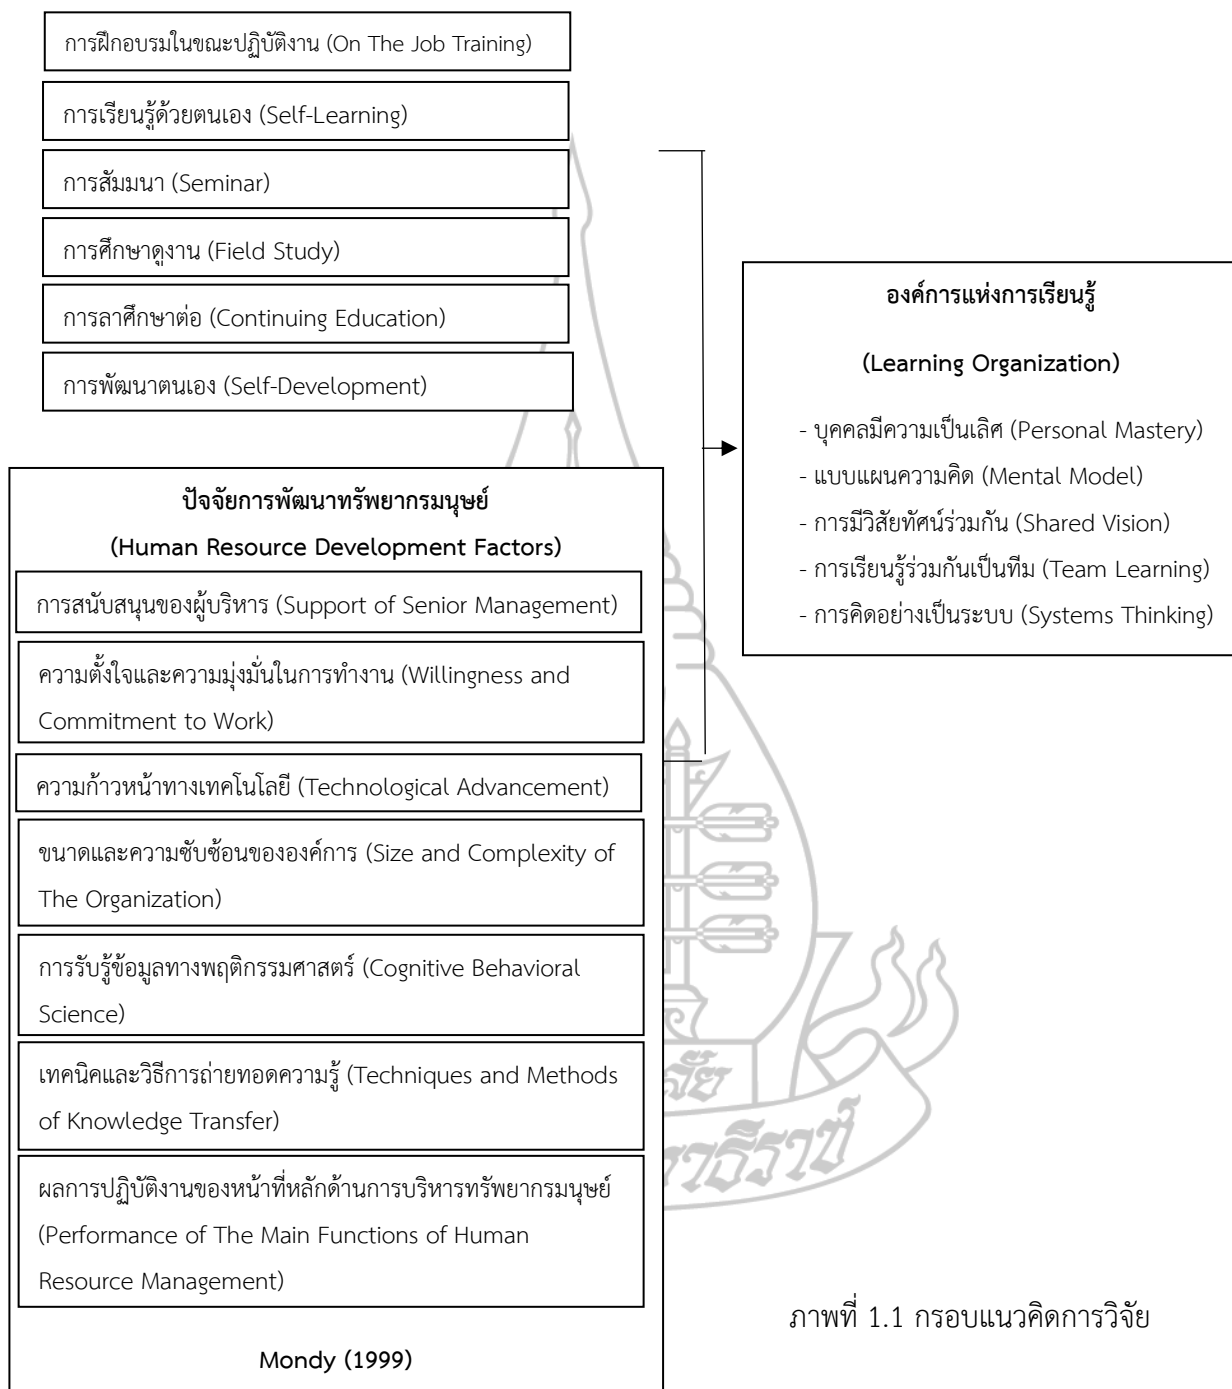 การฝึกอบรมในขณะปฏิบัติงาน (On The Job Training)
การเรียนรู้ด้วยตนเอง (Self-Learning)
การสัมมนา (Seminar)
การศึกษาดูงาน (Field Study)
การลาศึกษาต่อ (Continuing Education)
การพัฒนาตนเอง (Self-Development)
ปัจจัยการพัฒนาทรัพยากรมนุษย์
(Human Resource Development Factors)
การสนับสนุนของผู้บริหาร (Support of Senior Management)
ความตั้งใจและความมุ่งมั่นในการทำงาน (Willingness and
Commitment to Work)
ความก้าวหน้าทางเทคโนโลยี (Technological Advancement)
ขนาดและความซับซ้อนขององค์การ (Size and Complexity of
The Organization)
การรับรู้ข้อมูลทางพฤติกรรมศาสตร์ (Cognitive Behavioral
Science)
เทคนิคและวิธีการถ่ายทอดความรู้ (Techniques and Methods
of Knowledge Transfer)
ผลการปฏิบัติงานของหน้าที่หลักด้านการบริหารทรัพยากรมนุษย์
(Performance of The Main Functions of Human
Resource Management)
Mondy (1999)
องค์การแห่งการเรียนรู้
(Learning Organization)
- บุคคลมีความเป็นเลิศ (Personal Mastery)
- แบบแผนความคิด (Mental Model)
- การมีวิสัยทัศน์ร่วมกัน (Shared Vision)
- การเรียนรู้ร่วมกันเป็นทีม (Team Learning)
- การคิดอย่างเป็นระบบ (Systems Thinking)
ภาพที่ 1.1 กรอบแนวคิดการวิจัย